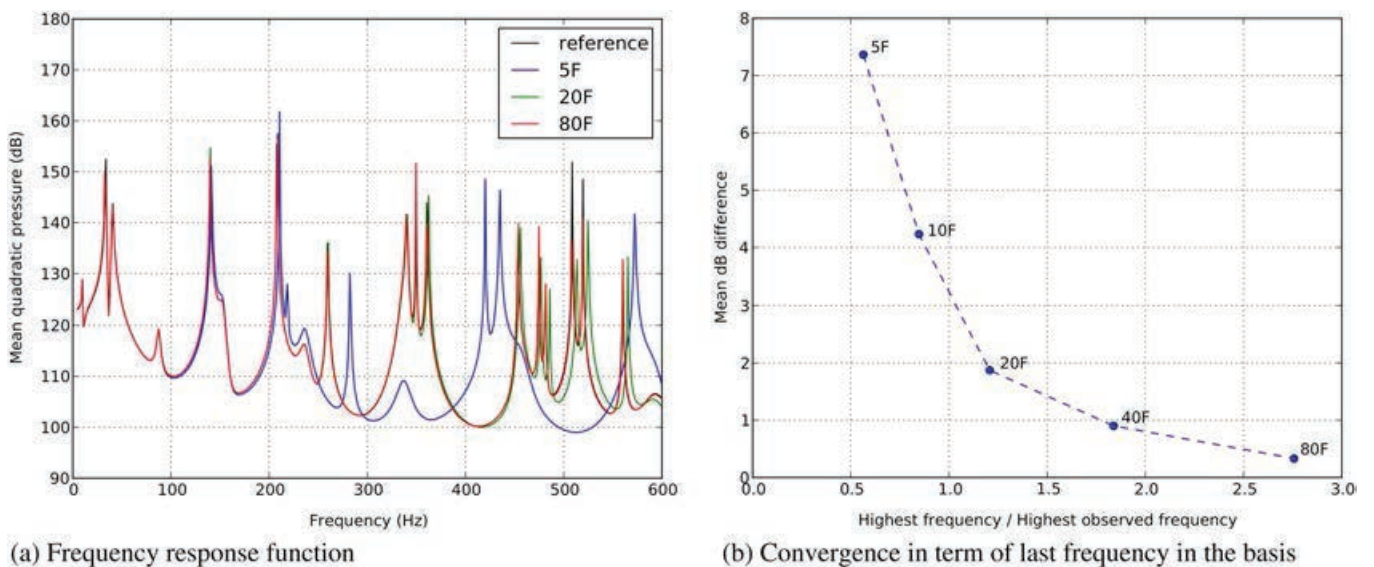 180
170
160
150
140
130
120
110
100
90
Mean quadratic pressure (dB)
reference
5F
20F
80F
0 100 200 300 400 500 600
Frequency (Hz)
(a) Frequency response function
8
7
6
5
4
3
2
1
0
Mean dB difference
5F
10F
20F
40F
80F
0.0 0.5 1.0 1.5 2.0 2.5 3.0
Highest frequency / Highest observed frequency
(b) Convergence in term of last frequency in the basis